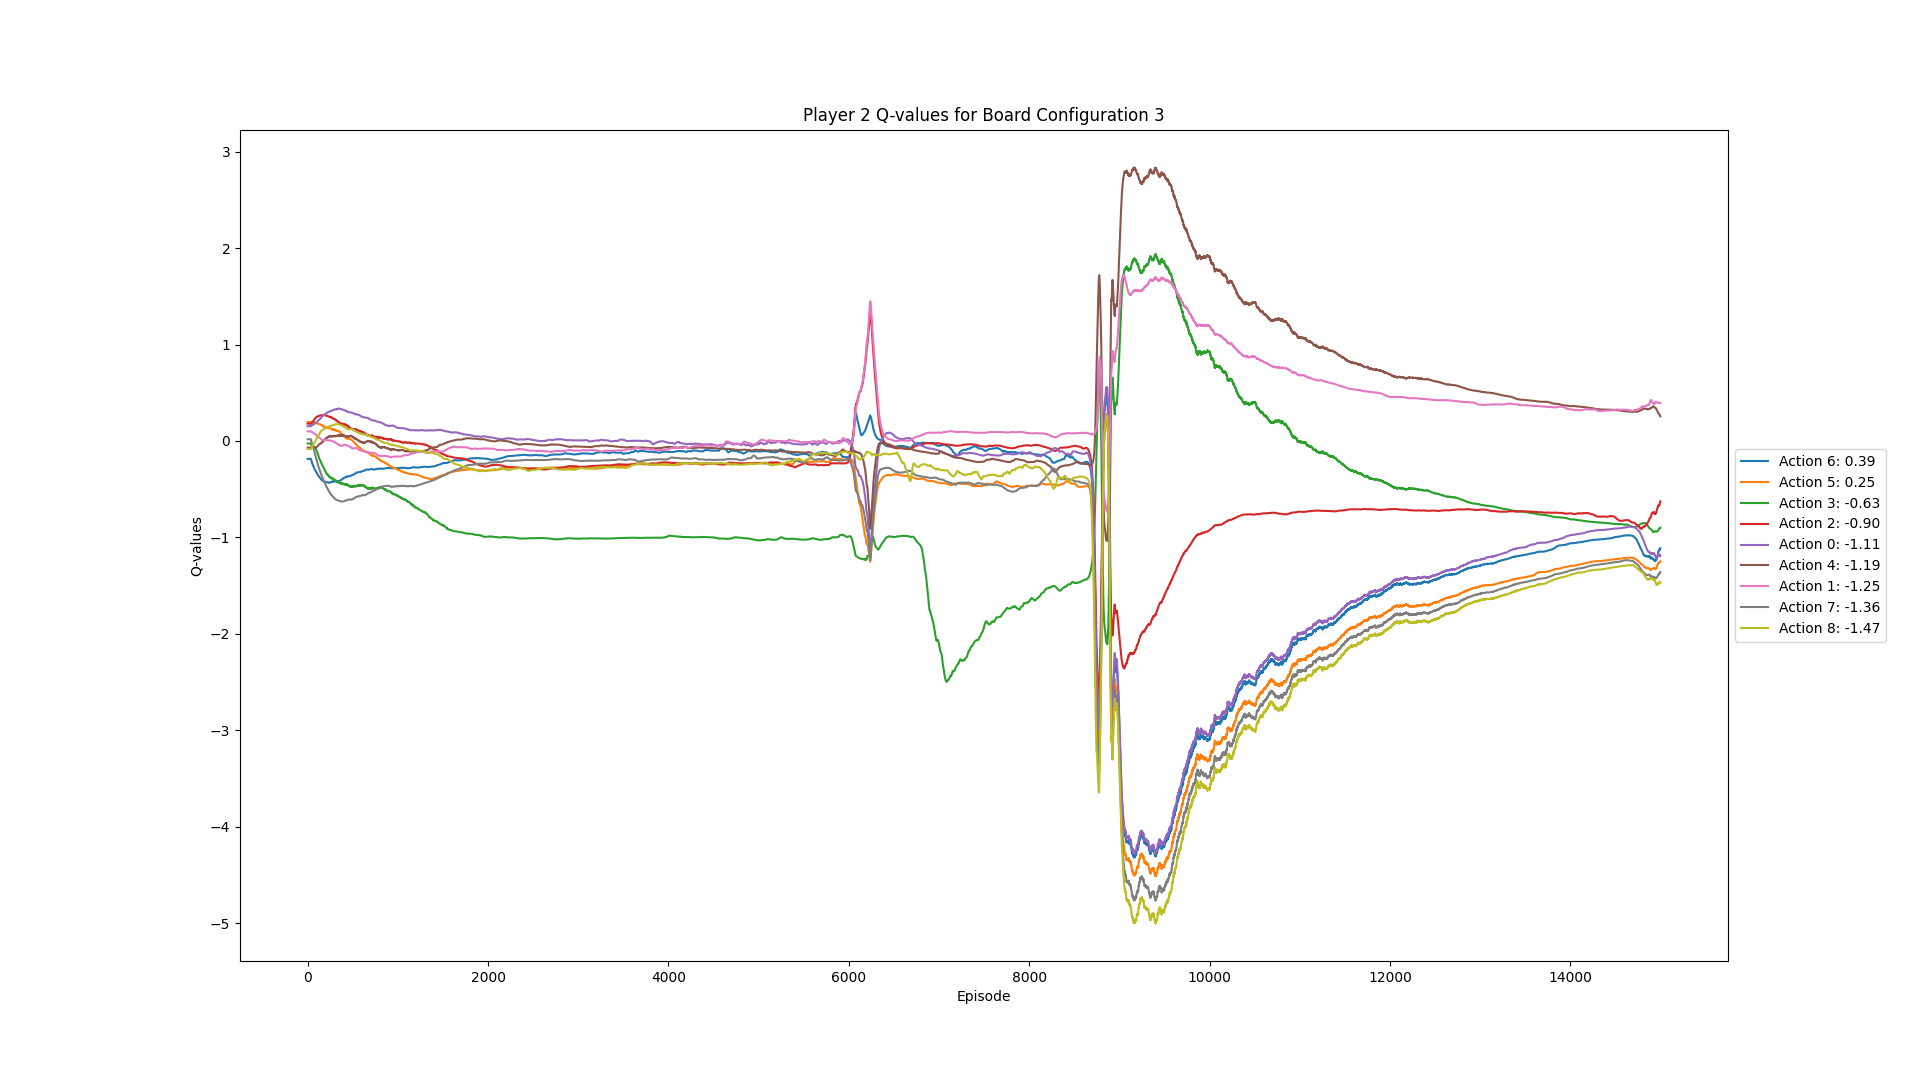 Player 2 Q-values for Board Configuration 3
3
2
1
0
−1
−2
−3
−4
−5
Q-values
0 2000 4000 6000 8000 10000 12000 14000
Episode
Action 6: 0.39
Action 5: 0.25
Action 3: -0.63
Action 2: -0.90
Action 0: -1.11
Action 4: -1.19
Action 1: -1.25
Action 7: -1.36
Action 8: -1.47